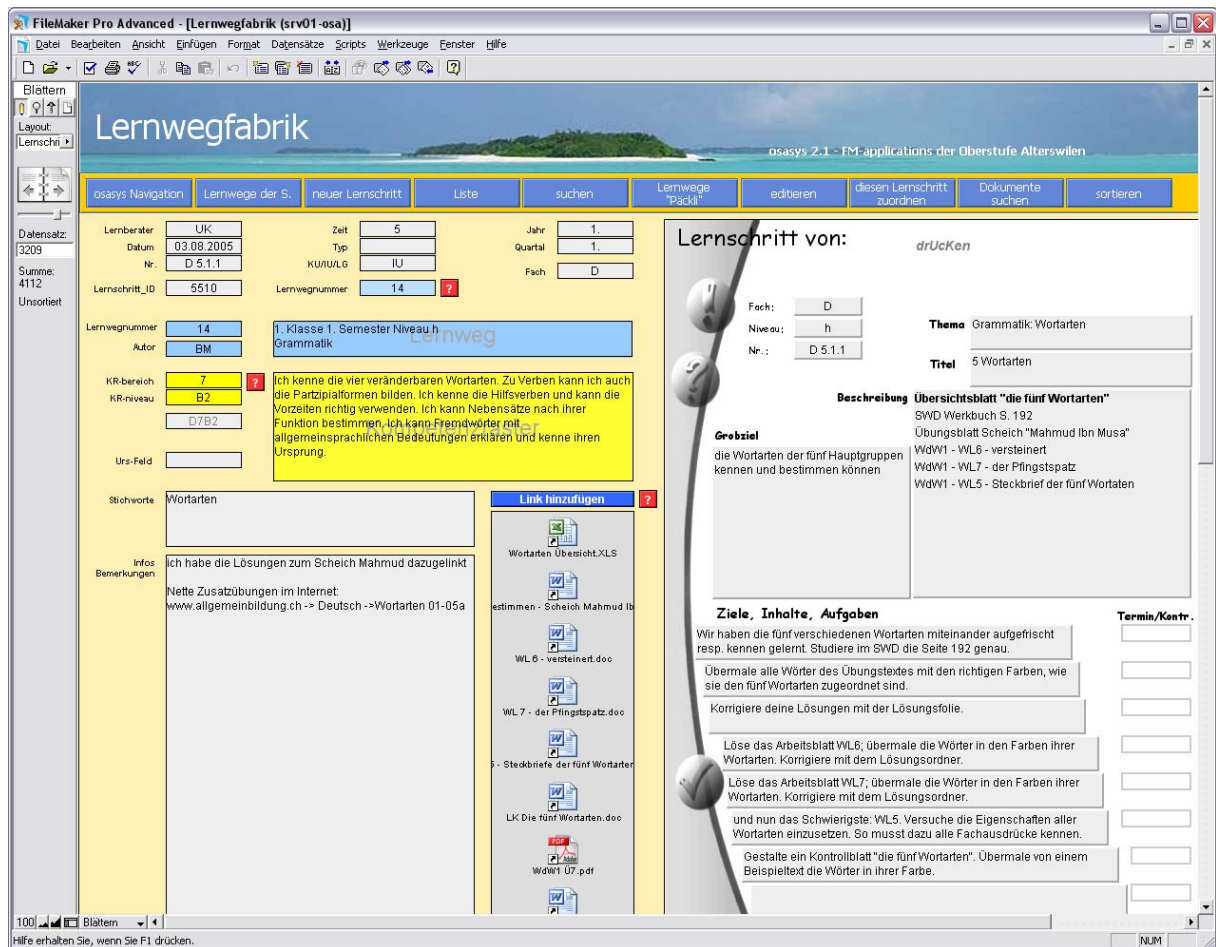 FileMaker Pro Advanced - [Lernwegfabrik (srv01-osa)]
Datei Bearbeiten Ansicht Einfügen Format Datensätze Scripts Werkzeuge Fenster Hilfe
Blättern
Layout:
Lernschri
Datensatz:
3209
Summe:
4112
Unsortiert
Lernwegfabrik
osasys 2.1 - FM-applications der Oberstufe Alterswilen
osasys Navigation
Lernwege der S.
neuer Lernschritt
Liste
suchen
Lernwege "Päckli"
editieren
diesen Lernschritt zuordnen
Dokumente suchen
sortieren
Lernberater UK Zeit 5 Jahr 1.
Datum 03.08.2005 Typ Quartal 1.
Nr. D 5.1.1 KU/IU/LG IU Fach D
Lernschritt_ID 5510 Lernwegnummer 14 ?
Lernwegnummer 14
Autor BM
1. Klasse 1. Semester Niveau h
Grammatik
Lernweg
KR-bereich 7 ?
KR-niveau B2
D7B2
Urs-Feld
Ich kenne die vier veränderbaren Wortarten. Zu Verben kann ich auch
die Partzipialformen bilden. Ich kenne die Hilfsverben und kann die
Vorzeiten richtig verwenden. Ich kann Nebensätze nach ihrer
Funktion bestimmen. Ich kann Fremdwörter mit
allgemeinsprachlichen Bedeutungen erklären und kenne ihren
Ursprung.
Kompetenzraster
Stichworte Wortarten
Infos
Bemerkungen
ich habe die Lösungen zum Scheich Mahmud dazugelinkt
Nette Zusatzübungen im Internet:
www.allgemeinbildung.ch -> Deutsch ->Wortarten 01-05a
Link hinzufügen ?
Wortarten Übersicht.XLS
estimmen - Scheich Mahmud Ib
WL 6 - versteinert.doc
WL 7 - der Pfingstspatz.doc
5 - Steckbriefe der fünf Wortarten
LK Die fünf Wortarten.doc
PDF
Adobe
WdW1 Ü7.pdf
Lernschritt von:
drUcKen
Fach: D
Niveau: h
Nr.: D 5.1.1
Thema Grammatik: Wortarten
Titel 5 Wortarten
Beschreibung Übersichtsblatt "die fünf Wortarten"
SWD Werkbuch S. 192
Übungsblatt Scheich "Mahmud Ibn Musa"
WdW1 - WL6 - versteinert
WdW1 - WL7 - der Pfingstspatz
WdW1 - WL5 - Steckbrief der fünf Wortaten
Grobziel
die Wortarten der fünf Hauptgruppen
kennen und bestimmen können
Ziele, Inhalte, Aufgaben
Termin/Kontr.
Wir haben die fünf verschiedenen Wortarten miteinander aufgefrischt
resp. kennen gelernt. Studiere im SWD die Seite 192 genau.
Übermale alle Wörter des Übungstextes mit den richtigen Farben, wie
sie den fünf Wortarten zugeordnet sind.
Korrigiere deine Lösungen mit der Lösungsfolie.
Löse das Arbeitsblatt WL6; übermale die Wörter in den Farben ihrer
Wortarten. Korrigiere mit dem Lösungsordner.
Löse das Arbeitsblatt WL7; übermale die Wörter in den Farben ihrer
Wortarten. Korrigiere mit dem Lösungsordner.
und nun das Schwierigste: WL5. Versuche die Eigenschaften aller
Wortarten einzusetzen. So musst dazu alle Fachausdrücke kennen.
Gestalte ein Kontrollblatt "die fünf Wortarten". Übermale von einem
Beispieltext die Wörter in ihrer Farbe.
100 Blättern
Hilfe erhalten Sie, wenn Sie F1 drücken.
NUM